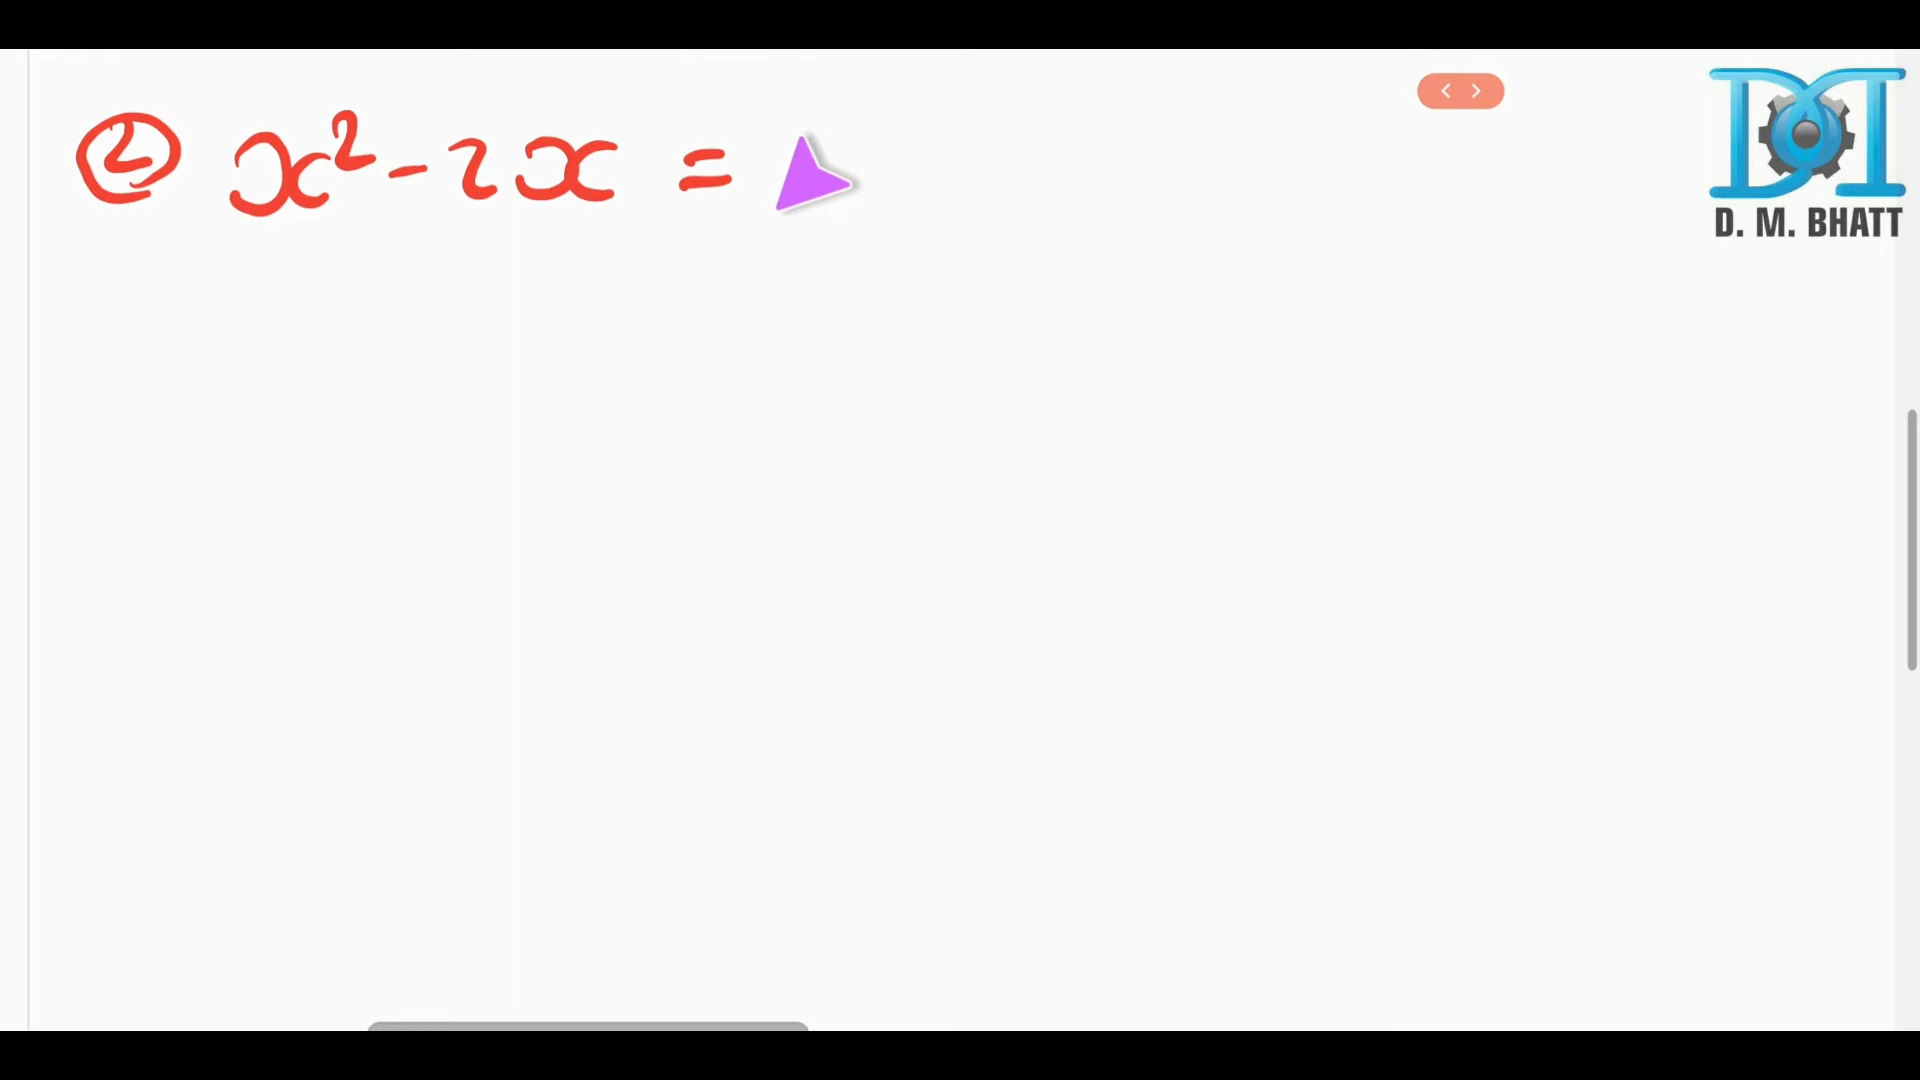 ② x² - 2x =
D. M. BHATT